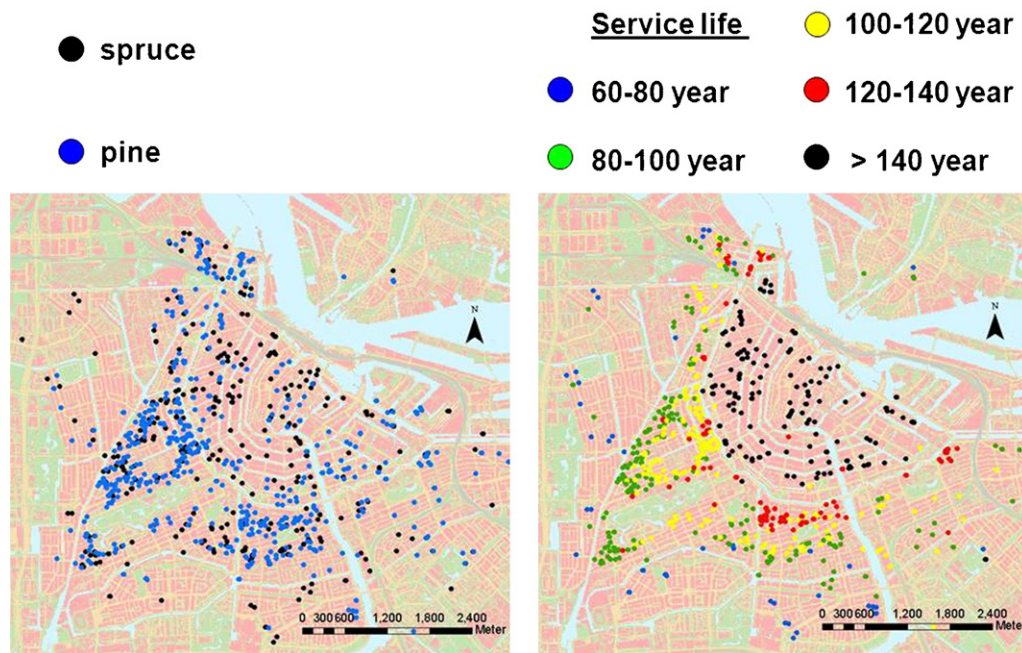 spruce
pine
Service life
100-120 year
60-80 year
120-140 year
80-100 year
> 140 year
N
0 300 600 1,200 1,800 2,400
Meter
N
0 300 600 1,200 1,800 2,400
Mete